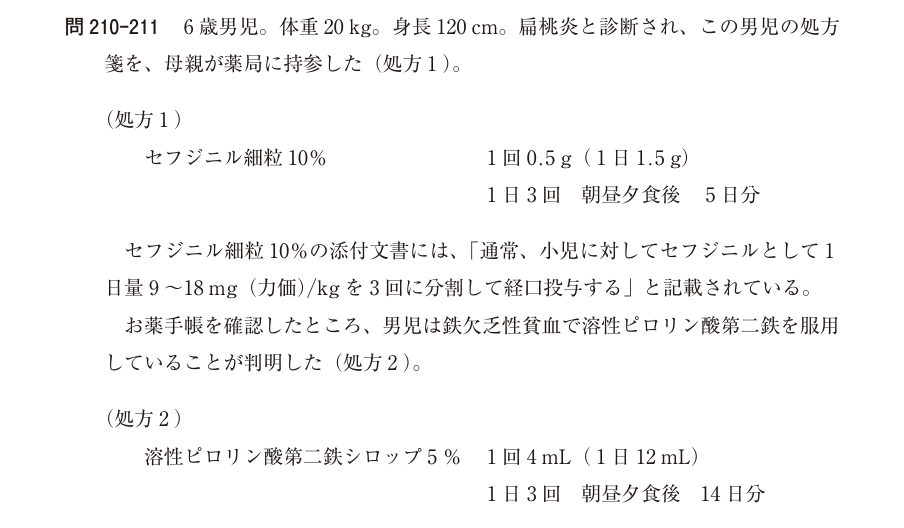 問 210-211 6歳男児。体重 20 kg。身長 120 cm。扁桃炎と診断され、この男児の処方
箋を、母親が薬局に持参した（処方1）。
（処方1）
セフジニル細粒 10% 1回 0.5 g（1日 1.5 g）
1日3回 朝昼夕食後 5日分
セフジニル細粒 10%の添付文書には、「通常、小児に対してセフジニルとして1
日量 9～18 mg（力価）/kg を3回に分割して経口投与する」と記載されている。
お薬手帳を確認したところ、男児は鉄欠乏性貧血で溶性ピロリン酸第二鉄を服用
していることが判明した（処方2）。
（処方2）
溶性ピロリン酸第二鉄シロップ5% 1回4 mL（1日 12 mL）
1日3回 朝昼夕食後 14日分